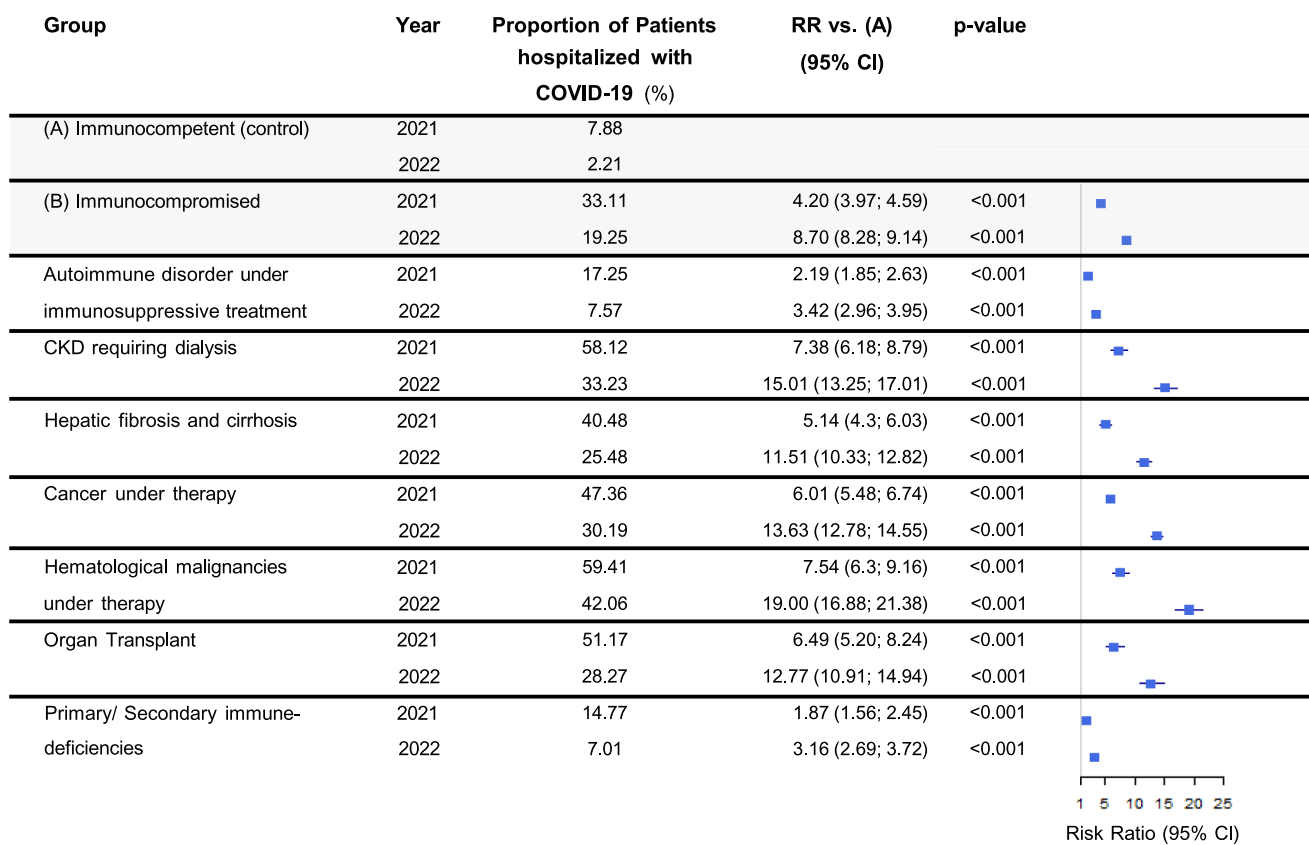 Group Year Proportion of Patients RR vs. (A) p-value
hospitalized with (95% CI)
COVID-19 (%)
(A) Immunocompetent (control) 2021 7.88
2022 2.21
(B) Immunocompromised 2021 33.11 4.20 (3.97; 4.59) <0.001
2022 19.25 8.70 (8.28; 9.14) <0.001
Autoimmune disorder under 2021 17.25 2.19 (1.85; 2.63) <0.001
immunosuppressive treatment 2022 7.57 3.42 (2.96; 3.95) <0.001
CKD requiring dialysis 2021 58.12 7.38 (6.18; 8.79) <0.001
2022 33.23 15.01 (13.25; 17.01) <0.001
Hepatic fibrosis and cirrhosis 2021 40.48 5.14 (4.3; 6.03) <0.001
2022 25.48 11.51 (10.33; 12.82) <0.001
Cancer under therapy 2021 47.36 6.01 (5.48; 6.74) <0.001
2022 30.19 13.63 (12.78; 14.55) <0.001
Hematological malignancies 2021 59.41 7.54 (6.3; 9.16) <0.001
under therapy 2022 42.06 19.00 (16.88; 21.38) <0.001
Organ Transplant 2021 51.17 6.49 (5.20; 8.24) <0.001
2022 28.27 12.77 (10.91; 14.94) <0.001
Primary/ Secondary immune- 2021 14.77 1.87 (1.56; 2.45) <0.001
deficiencies 2022 7.01 3.16 (2.69; 3.72) <0.001
1 5 10 15 20 25
Risk Ratio (95% CI)